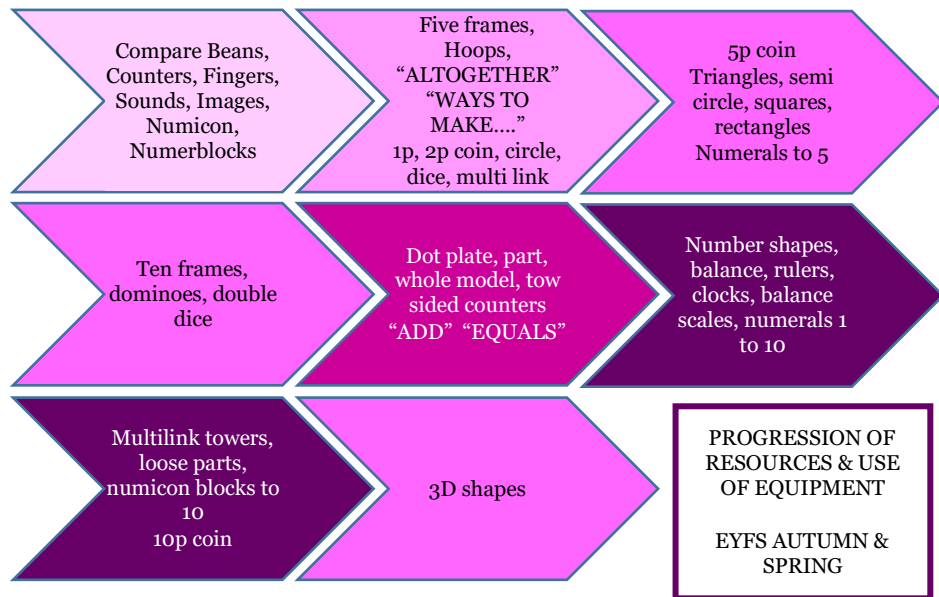 Compare Beans,
Counters, Fingers,
Sounds, Images,
Numicon,
Numerblocks
Five frames,
Hoops,
“ALTOGETHER”
“WAYS TO
MAKE....”
1p, 2p coin, circle,
dice, multi link
5p coin
Triangles, semi
circle, squares,
rectangles
Numerals to 5
Ten frames,
dominoes, double
dice
Dot plate, part,
whole model, tow
sided counters
“ADD” “EQUALS”
Number shapes,
balance, rulers,
clocks, balance
scales, numerals 1
to 10
Multilink towers,
loose parts,
numicon blocks to
10
10p coin
3D shapes
PROGRESSION OF
RESOURCES & USE
OF EQUIPMENT
EYFS AUTUMN &
SPRING